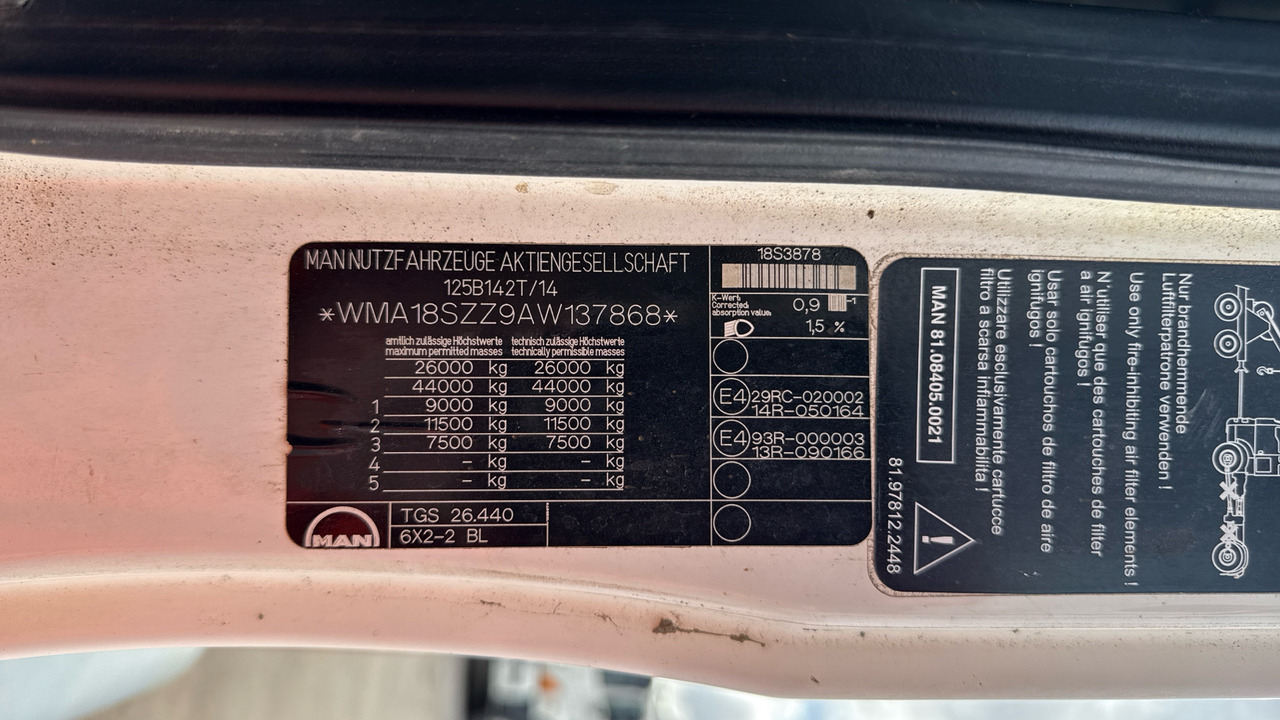 MAN NUTZFAHRZEUGE AKTIENGESELLSCHAFT
125B142T/14
*WMA18SZZ9AW137868*
amtlich zulässige Höchstwerte technisch zulässige Höchstwerte
maximum permitted masses technically permissible masses
26000 kg 26000 kg
44000 kg 44000 kg
1 9000 kg 9000 kg
2 11500 kg 11500 kg
3 7500 kg 7500 kg
4 – kg – kg
5 – kg – kg
MAN
TGS 26.440
6X2-2 BL
18S3878
K-Wert:
Corrected
absorption value:
0,9
-1
1,5 %
E4 29RC-020002
14R-050164
E4 93R-000003
13R-090166
Nur brandhemmende
Luftfilterpatrone verwenden !
Use only fire-inhibiting air filter elements !
N'utiliser que des cartouches de filter
a air ignifugos !
Usar solo cartouchos de filtro de aire
ignifugos !
Utilizzare esclusivamente cartucce
filtro a scarsa infiammabilita !
MAN 81.08405.0021
!
81.97812.2448